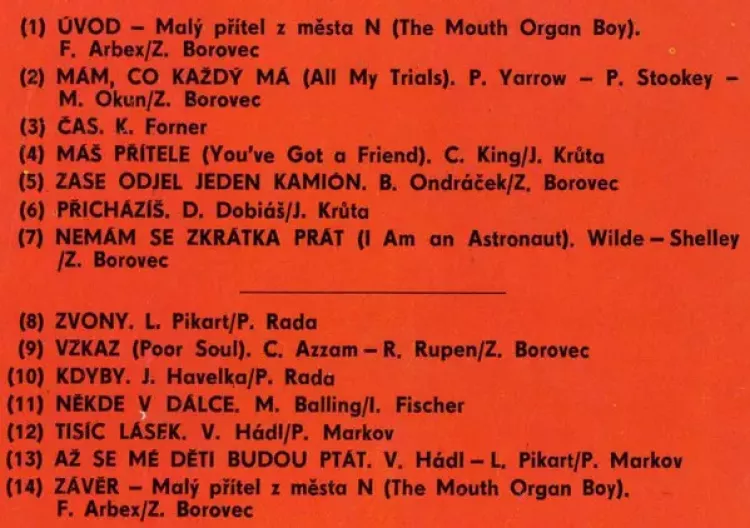 (1) ÚVOD – Malý přítel z města N (The Mouth Organ Boy).
F. Arbex/Z. Borovec
(2) MÁM, CO KAŽDÝ MÁ (All My Trials). P. Yarrow – P. Stookey –
M. Okun/Z. Borovec
(3) ČAS. K. Forner
(4) MÁŠ PŘÍTELE (You've Got a Friend). C. King/J. Krůta
(5) ZASE ODJEL JEDEN KAMIÓN. B. Ondráček/Z. Borovec
(6) PŘICHÁZÍŠ. D. Dobiáš/J. Krůta
(7) NEMÁM SE ZKRÁTKA PRÁT (I Am an Astronaut). Wilde – Shelley
/Z. Borovec
(8) ZVONY. L. Pikart/P. Rada
(9) VZKAZ (Poor Soul). C. Azzam – R. Rupen/Z. Borovec
(10) KDYBY. J. Havelka/P. Rada
(11) NĚKDE V DÁLCE. M. Balling/I. Fischer
(12) TISÍC LÁSEK. V. Hádl/P. Markov
(13) AŽ SE MÉ DĚTI BUDOU PTÁT. V. Hádl – L. Pikart/P. Markov
(14) ZÁVĚR – Malý přítel z města N (The Mouth Organ Boy).
F. Arbex/Z. Borovec